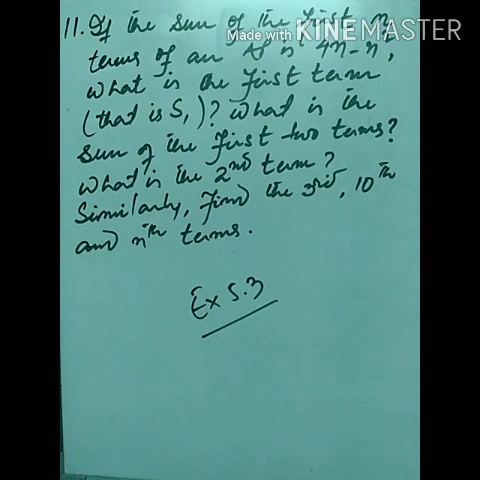 11. If the sum of the first n
Made with KINEMASTER
terms of an AP is 4n - n²,
what is the first term
(that is S₁)? What is the
sum of the first two terms?
What is the 2nd term?
Similarly, find the 3rd, 10th
and nth terms.
Ex 5.3